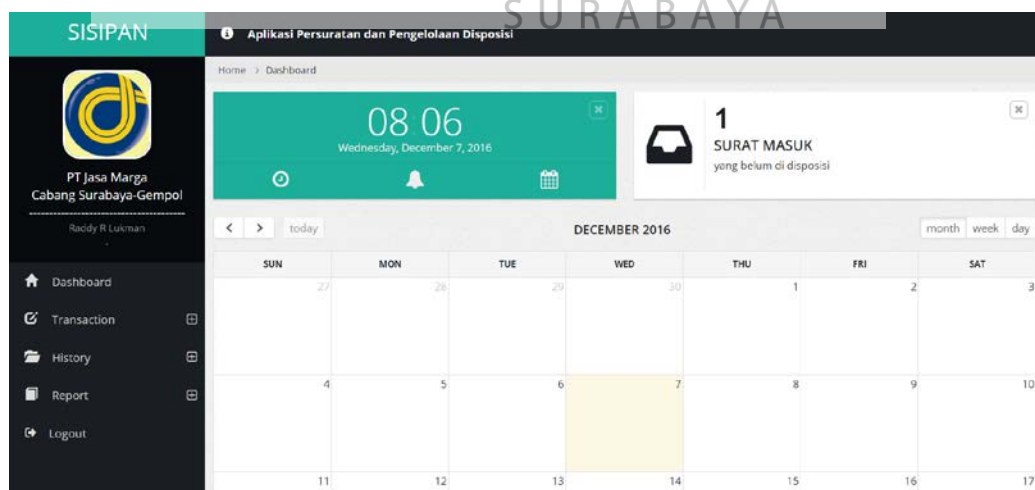 SURABAYA
SISIPAN
Aplikasi Persuratan dan Pengelolaan Disposisi
Home > Dashboard
PT Jasa Marga
Cabang Surabaya-Gempol
Raddy R Lukman
Dashboard
Transaction
History
Report
Logout
08 06
Wednesday, December 7, 2016
1
SURAT MASUK
yang belum di disposisi
< > today DECEMBER 2016 month week day
SUN MON TUE WED THU FRI SAT
27 28 29 30 1 2 3
4 5 6 7 8 9 10
11 12 13 14 15 16 17